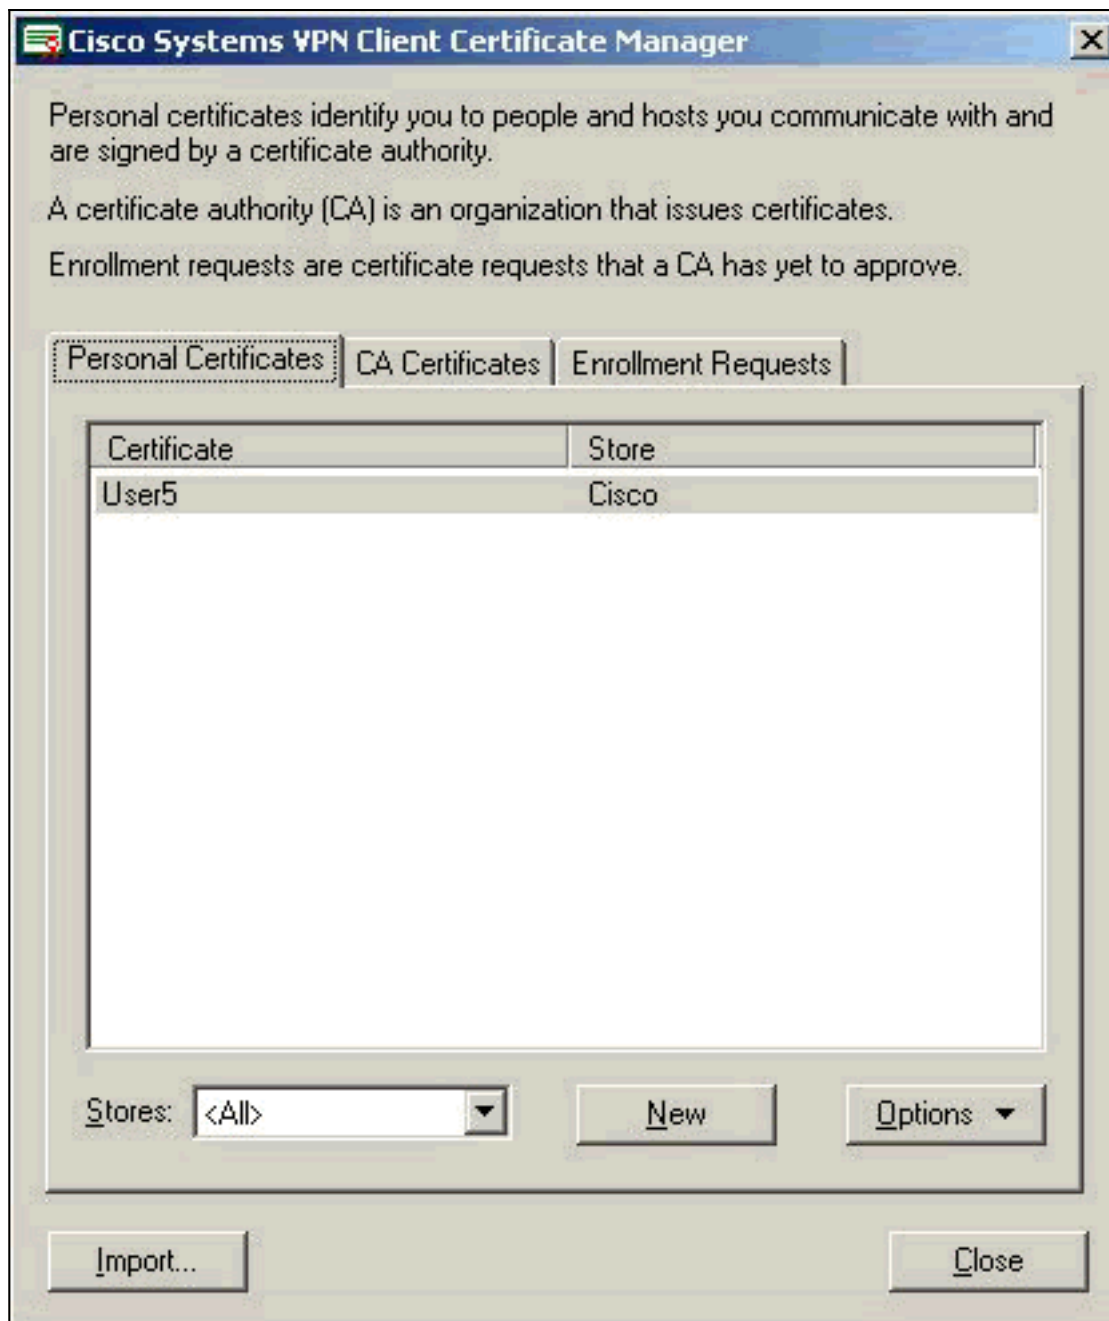 Cisco Systems VPN Client Certificate Manager
Personal certificates identify you to people and hosts you communicate with and
are signed by a certificate authority.
A certificate authority (CA) is an organization that issues certificates.
Enrollment requests are certificate requests that a CA has yet to approve.
Personal Certificates CA Certificates Enrollment Requests
Certificate Store
User5 Cisco
Stores: <All> New Options
Import... Close